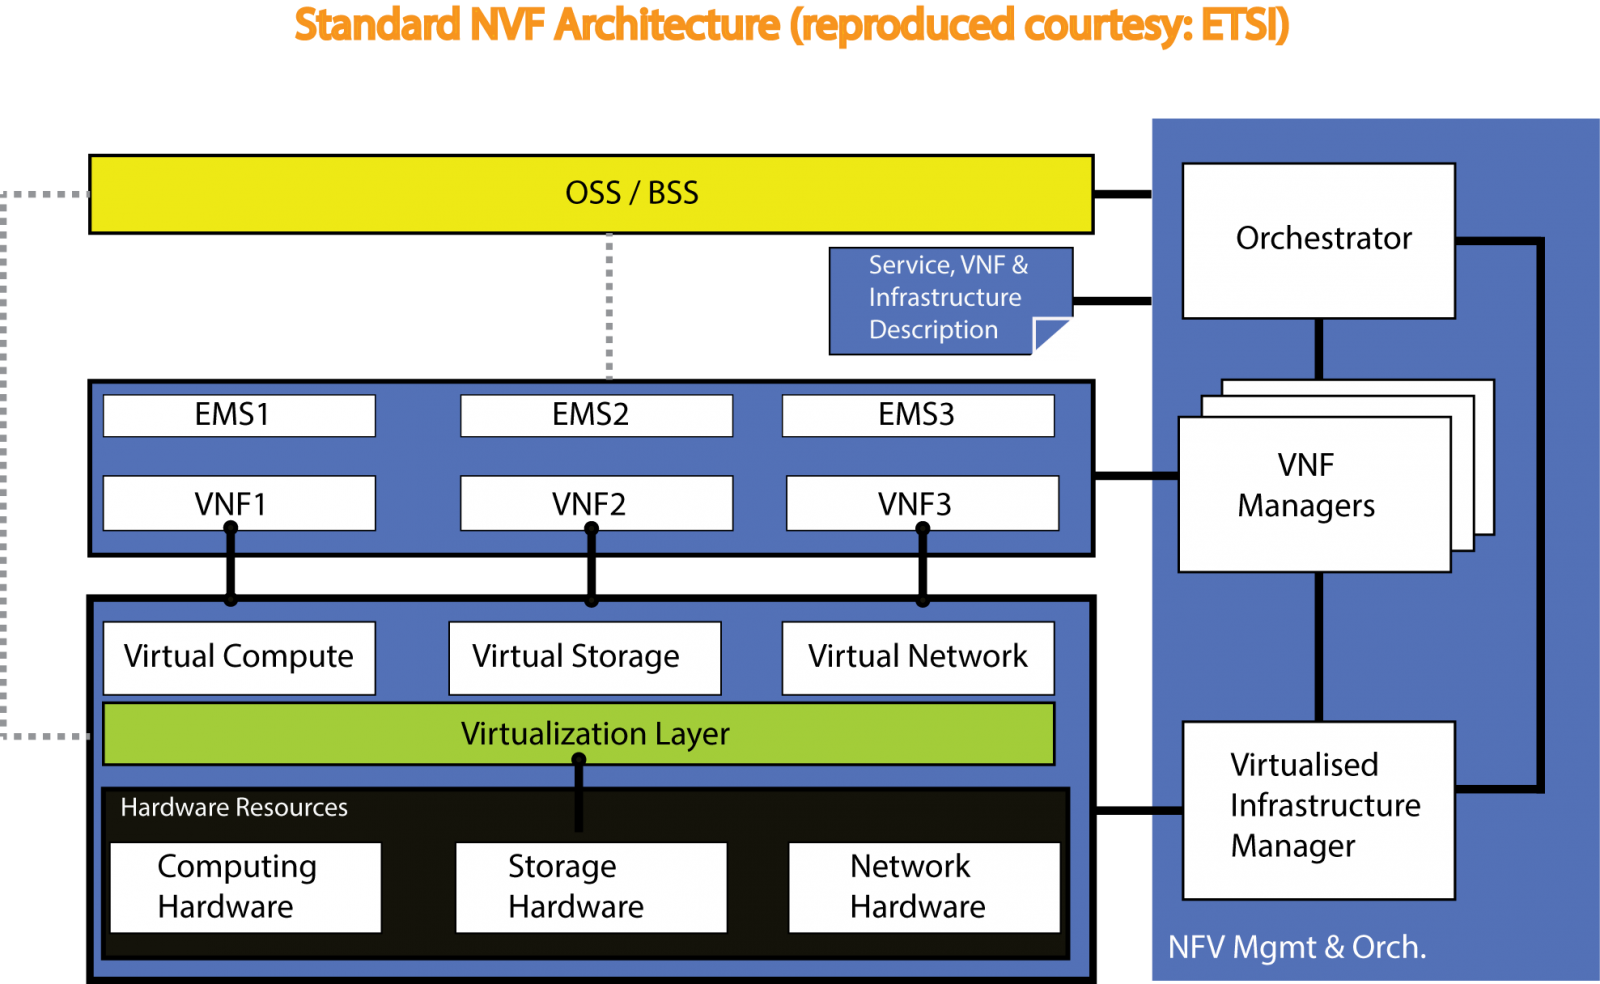 Standard NVF Architecture (reproduced courtesy: ETSI)
OSS / BSS
Orchestrator
Service, VNF &
Infrastructure
Description
EMS1
EMS2
EMS3
VNF1
VNF2
VNF3
VNF
Managers
Virtual Compute
Virtual Storage
Virtual Network
Virtualization Layer
Hardware Resources
Computing
Hardware
Storage
Hardware
Network
Hardware
Virtualised
Infrastructure
Manager
NFV Mgmt & Orch.